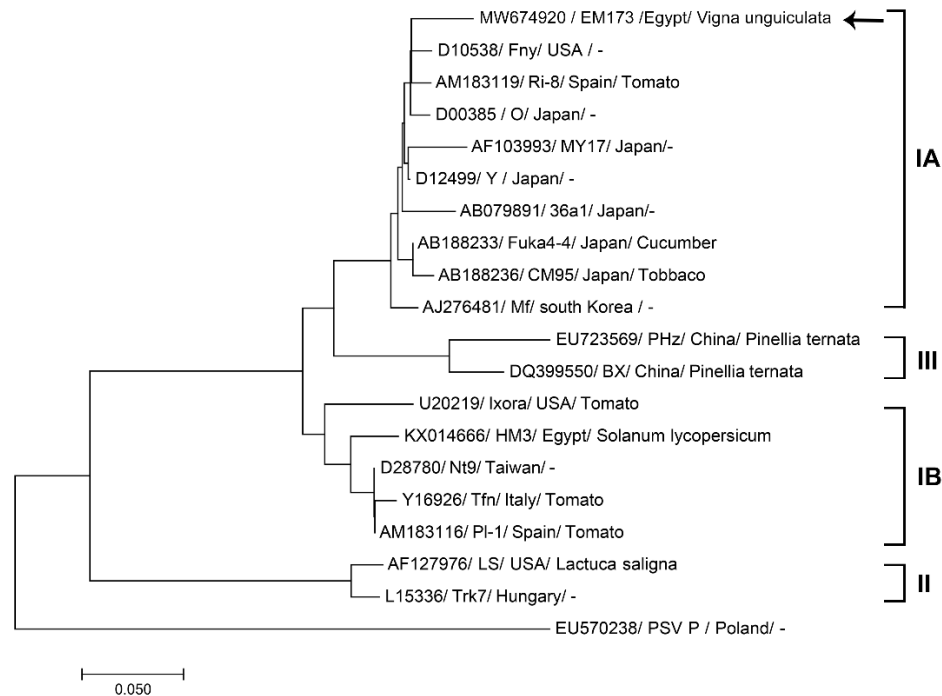 MW674920 / EM173 /Egypt/ Vigna unguiculata
D10538/ Fny/ USA / -
AM183119/ Ri-8/ Spain/ Tomato
D00385 / O/ Japan/ -
AF103993/ MY17/ Japan/-
IA
D12499/ Y / Japan/ -
AB079891/ 36a1/ Japan/-
AB188233/ Fuka4-4/ Japan/ Cucumber
AB188236/ CM95/ Japan/ Tobbaco
AJ276481/ Mf/ south Korea / -
EU723569/ PHz/ China/ Pinellia ternata
III
DQ399550/ BX/ China/ Pinellia ternata
U20219/ Ixora/ USA/ Tomato
KX014666/ HM3/ Egypt/ Solanum lycopersicum
D28780/ Nt9/ Taiwan/ -
IB
Y16926/ Tfn/ Italy/ Tomato
AM183116/ Pl-1/ Spain/ Tomato
AF127976/ LS/ USA/ Lactuca saligna
II
L15336/ Trk7/ Hungary/ -
EU570238/ PSV P / Poland/ -
0.050